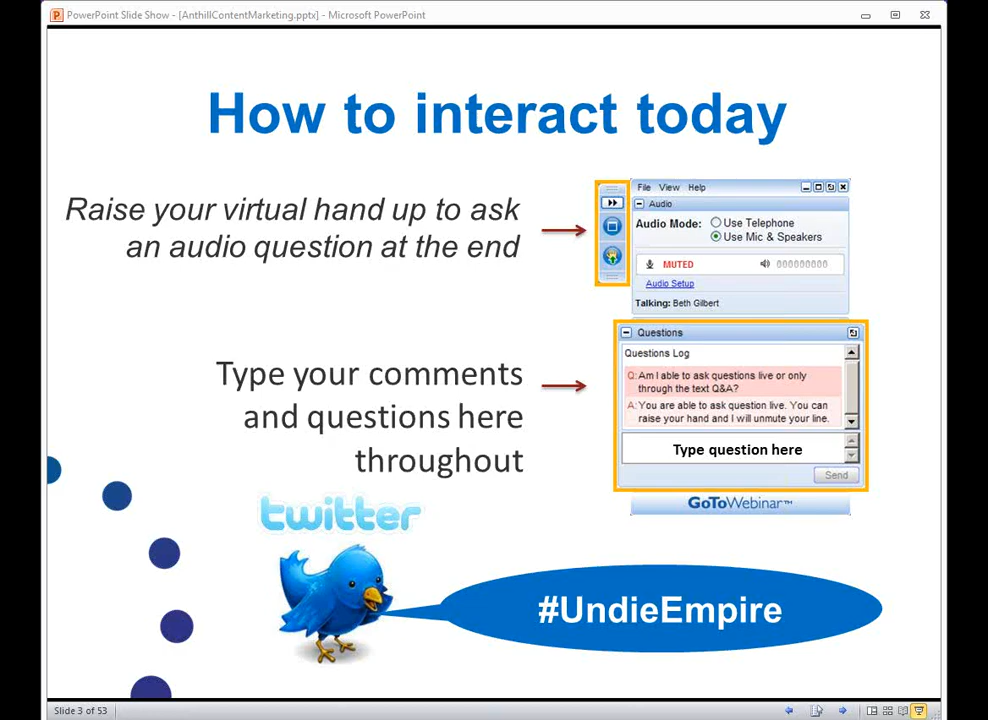 PowerPoint Slide Show - [AnthillContentMarketing.pptx] - Microsoft PowerPoint
How to interact today
Raise your virtual hand up to ask
an audio question at the end
File View Help
Audio
Audio Mode: Use Telephone
Use Mic & Speakers
MUTED 000000000
Audio Setup
Talking: Beth Gilbert
Type your comments
and questions here
throughout
Questions
Questions Log
Q: Am I able to ask questions live or only
through the text Q&A?
A: You are able to ask question live. You can
raise your hand and I will unmute your line.
Type question here
Send
GoToWebinar™
twitter
#UndieEmpire
Slide 3 of 53